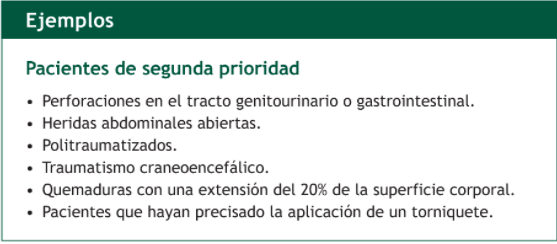 Ejemplos
Pacientes de segunda prioridad
• Perforaciones en el tracto genitourinario o gastrointestinal.
• Heridas abdominales abiertas.
• Politraumatizados.
• Traumatismo craneoencefálico.
• Quemaduras con una extensión del 20% de la superficie corporal.
• Pacientes que hayan precisado la aplicación de un torniquete.